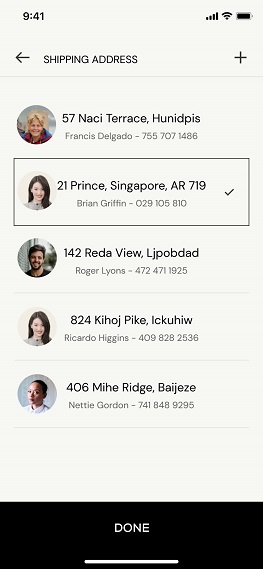 9:41
SHIPPING ADDRESS
57 Naci Terrace, Hunidpis
Francis Delgado - 755 707 1486
21 Prince, Singapore, AR 719
Brian Griffin - 029 105 810
142 Reda View, Ljpobdad
Roger Lyons - 472 471 1925
824 Kihoj Pike, Ickuhiw
Ricardo Higgins - 409 828 2536
406 Mihe Ridge, Baijeze
Nettie Gordon - 741 848 9295
DONE